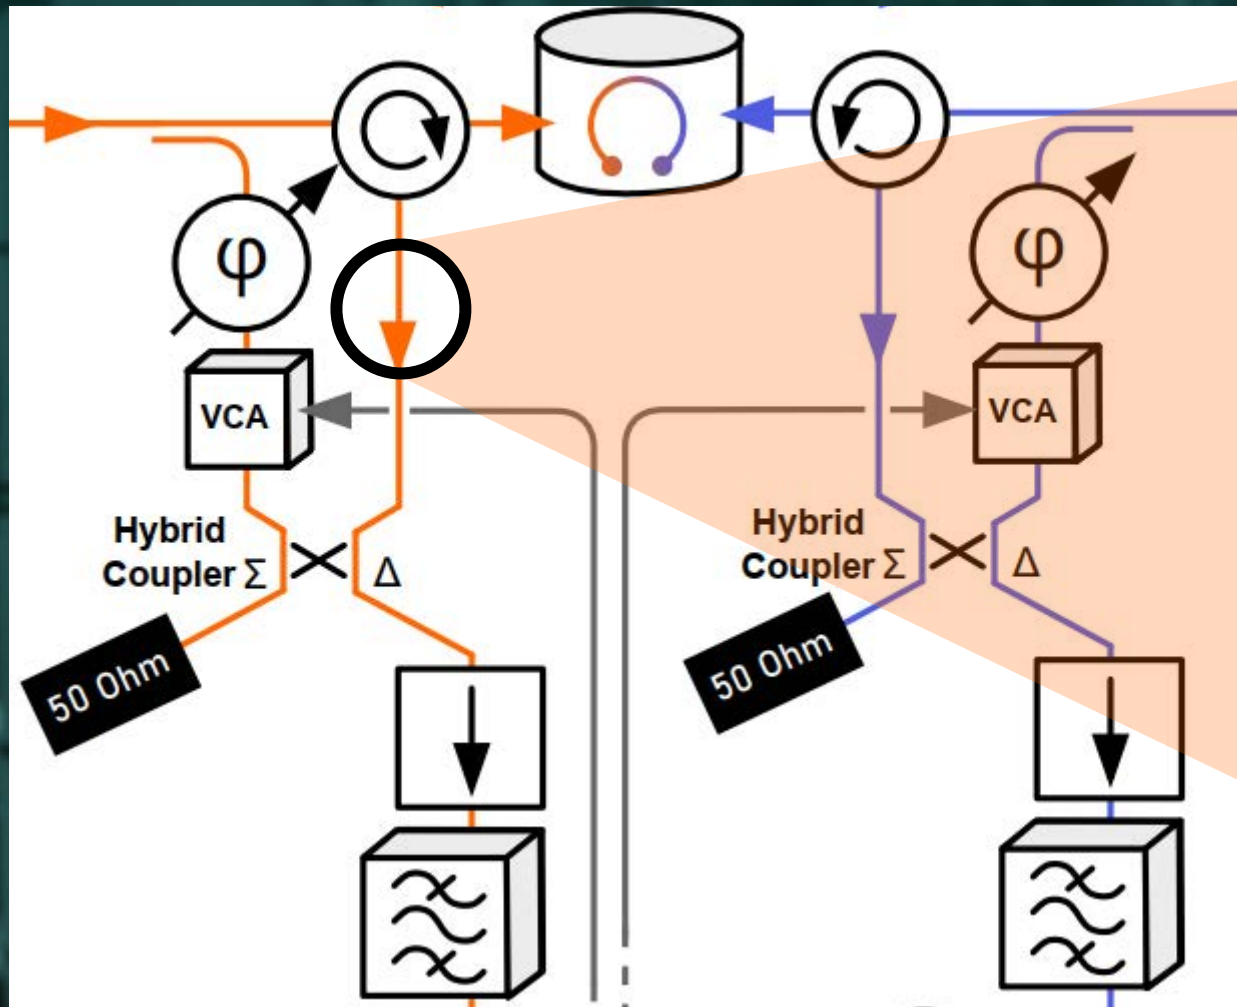 φ
φ
VCA
VCA
Hybrid
Coupler Σ
Δ
Hybrid
Coupler Σ
Δ
50 Ohm
50 Ohm